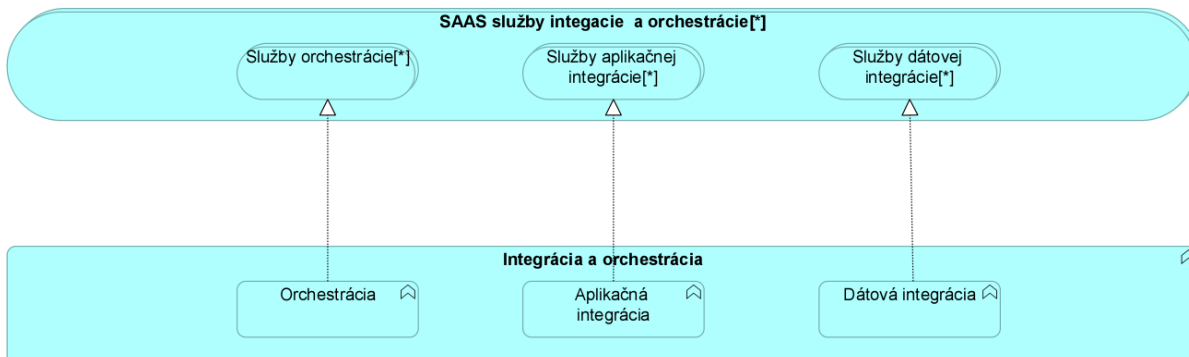 SAAS služby integacie  a orchestrácie[*]
Služby orchestrácie[*]
Služby aplikačnej
integrácie[*]
Služby dátovej
integrácie[*]
Integrácia a orchestrácia
Orchestrácia
Aplikačná
integrácia
Dátová integrácia